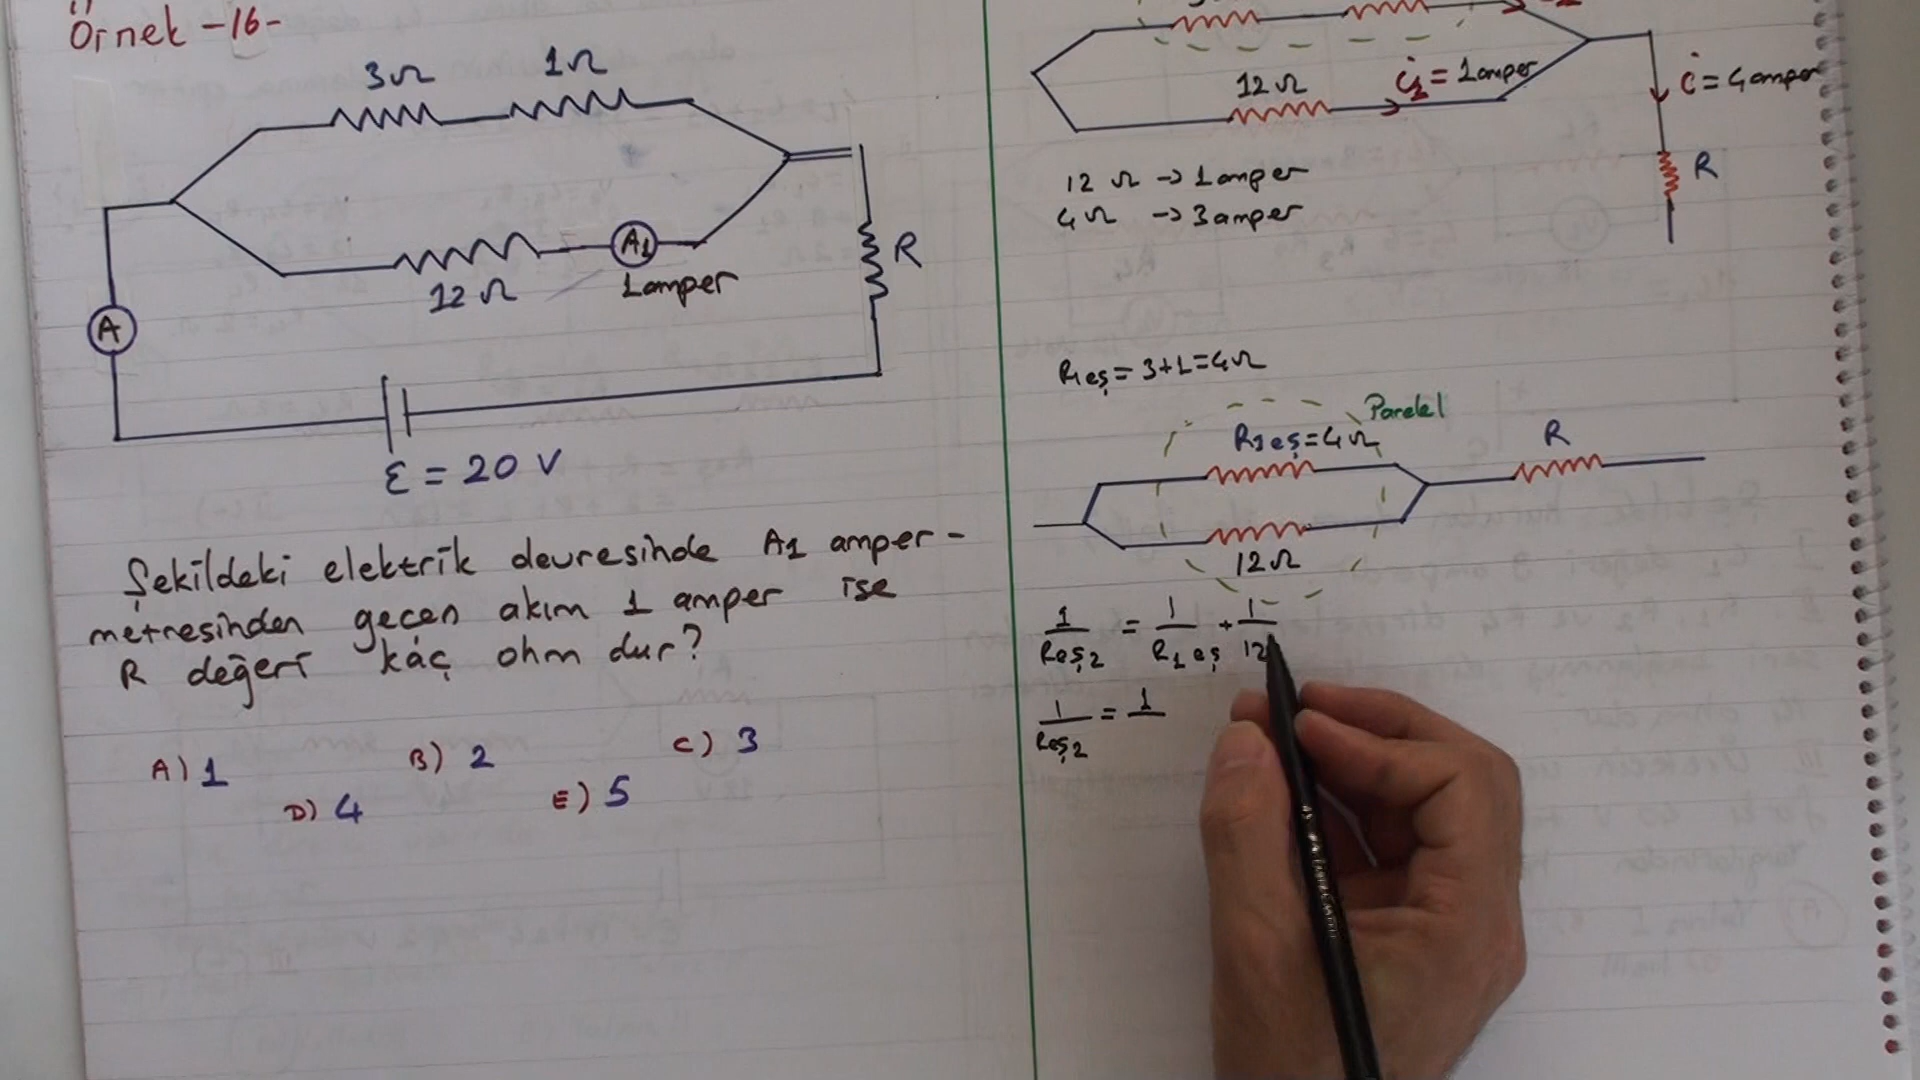 Örnek -16-
3Ω 1Ω
12Ω
A1
1amper
R
A
Ɛ = 20 V
Şekildeki elektrik devresinde A1 amper-
metresinden geçen akım 1 amper ise
R değeri kaç ohm dur?
A) 1
B) 2
C) 3
D) 4
E) 5
12Ω
i2 = 1amper
i = 4amper
R
12 Ω -> 1amper
4Ω -> 3amper
R1eş = 3+1=4Ω
Paralel
R1eş=4Ω
R
12Ω
1/Reş2 = 1/R1eş + 1/12
1/Reş2 = 1